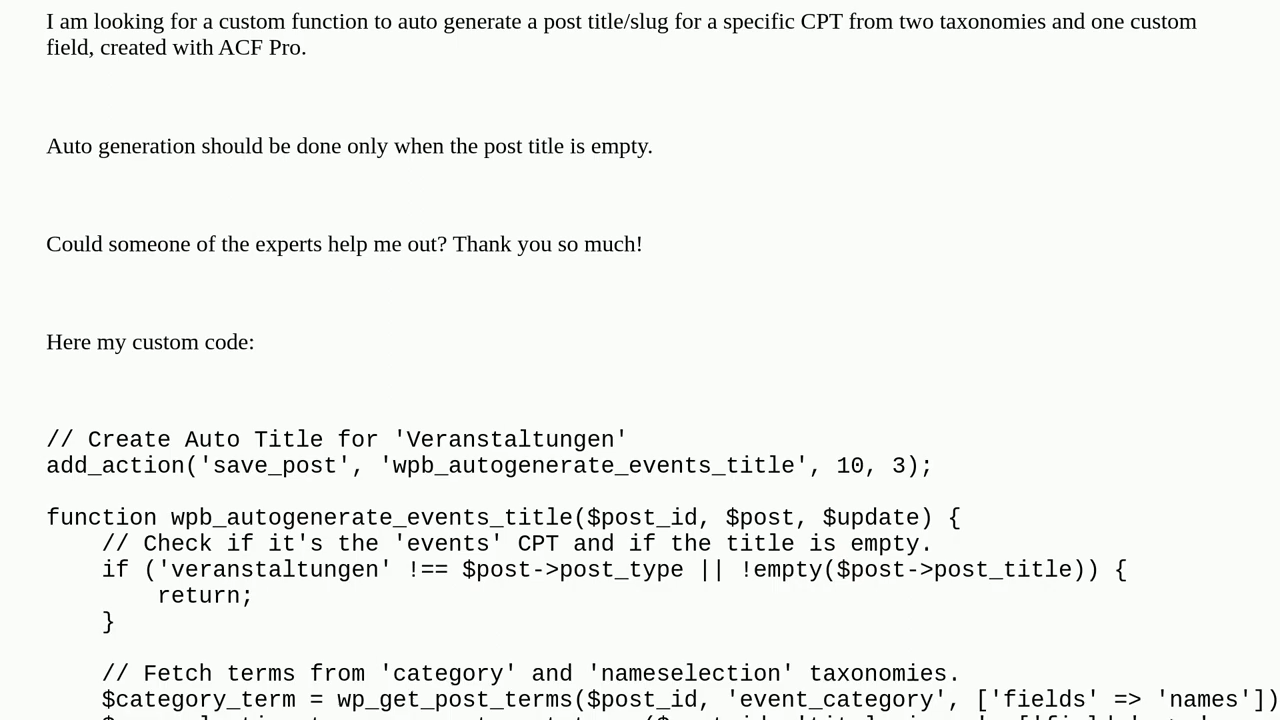 I am looking for a custom function to auto generate a post title/slug for a specific CPT from two taxonomies and one custom
field, created with ACF Pro.
Auto generation should be done only when the post title is empty.
Could someone of the experts help me out? Thank you so much!
Here my custom code:
// Create Auto Title for 'Veranstaltungen'
add_action('save_post', 'wpb_autogenerate_events_title', 10, 3);
function wpb_autogenerate_events_title($post_id, $post, $update) {
    // Check if it's the 'events' CPT and if the title is empty.
    if ('veranstaltungen' !== $post->post_type || !empty($post->post_title)) {
        return;
    }
    // Fetch terms from 'category' and 'nameselection' taxonomies.
    $category_term = wp_get_post_terms($post_id, 'event_category', ['fields' => 'names'])